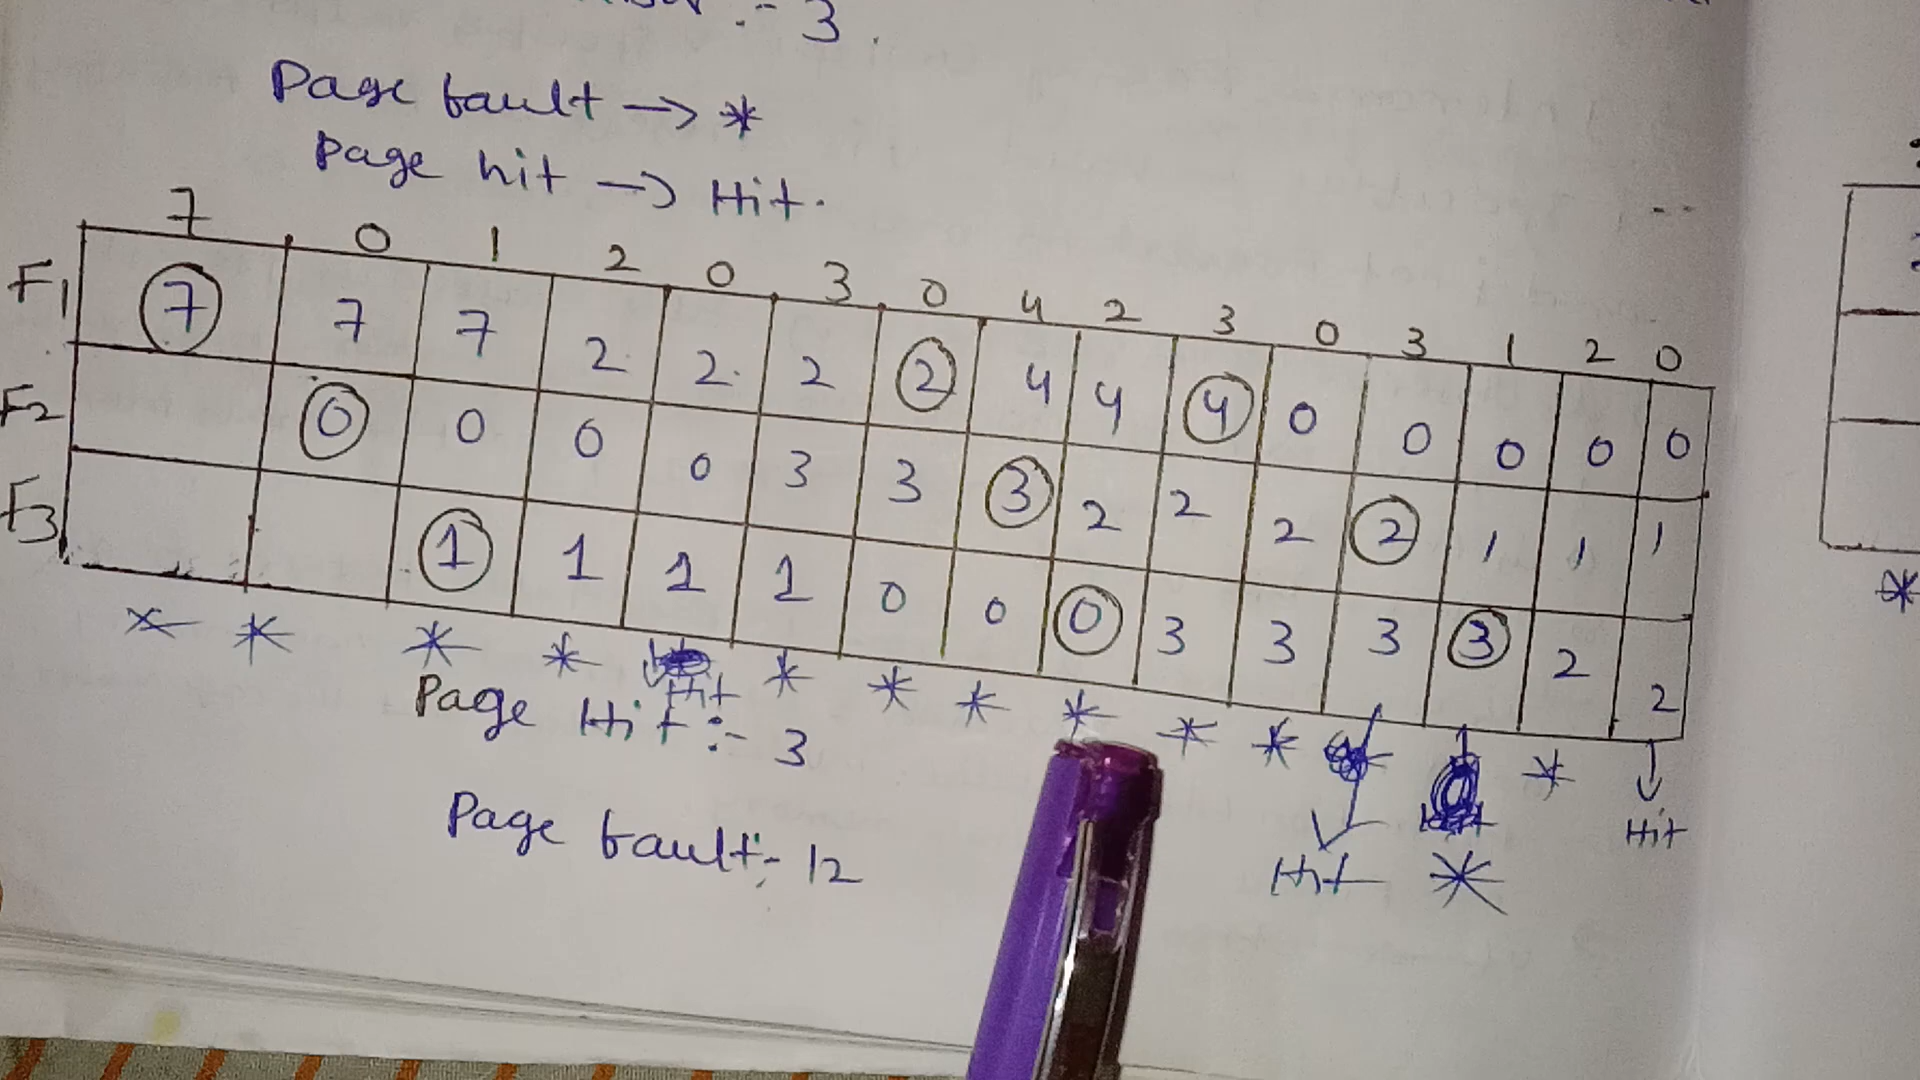 :- 3.
Page fault → *
Page hit → Hit.
7 0 1 2 0 3 0 4 2 3 0 3 1 2 0
F1 7 7 7 2 2 2 2 4 4 4 0 0 0 0 0
F2 0 0 0 0 3 3 3 2 2 2 2 1 1 1
F3 1 1 1 1 0 0 0 3 3 3 3 2 2
* * * * Hit * * * * * * Hit * * Hit
Page Hit :- 3
Page fault :- 12
*